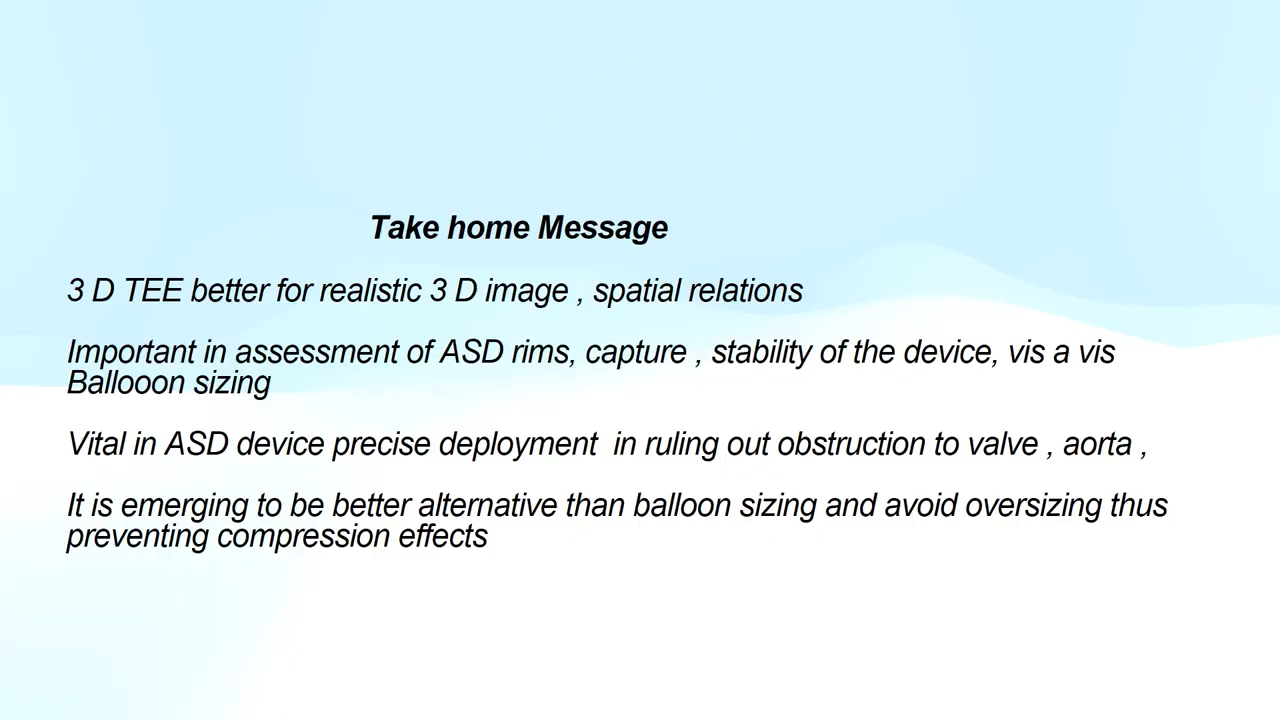 Take home Message
3 D TEE better for realistic 3 D image , spatial relations
Important in assessment of ASD rims, capture , stability of the device, vis a vis
Ballooon sizing
Vital in ASD device precise deployment  in ruling out obstruction to valve , aorta ,
It is emerging to be better alternative than balloon sizing and avoid oversizing thus
preventing compression effects